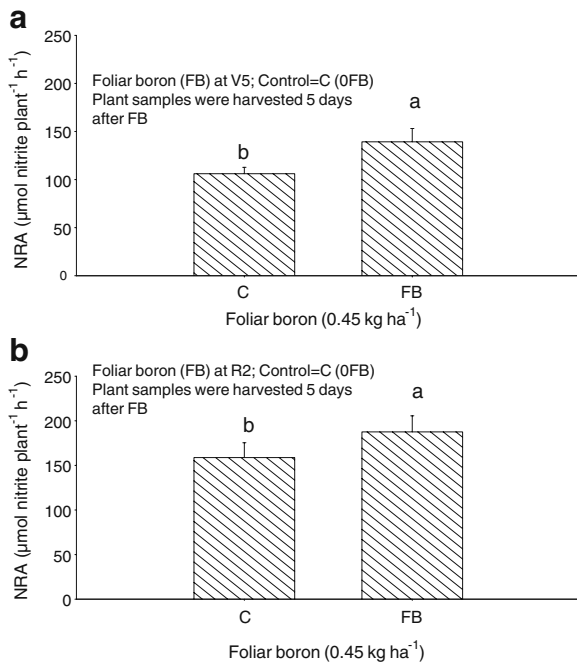 a
250
200
150
100
50
0
NRA (µmol nitrite plant⁻¹ h⁻¹)
Foliar boron (FB) at V5; Control=C (0FB)
Plant samples were harvested 5 days
after FB
b
a
C
FB
Foliar boron (0.45 kg ha⁻¹)
b
250
200
150
100
50
0
NRA (µmol nitrite plant⁻¹ h⁻¹)
Foliar boron (FB) at R2; Control=C (0FB)
Plant samples were harvested 5 days
after FB
b
a
C
FB
Foliar boron (0.45 kg ha⁻¹)